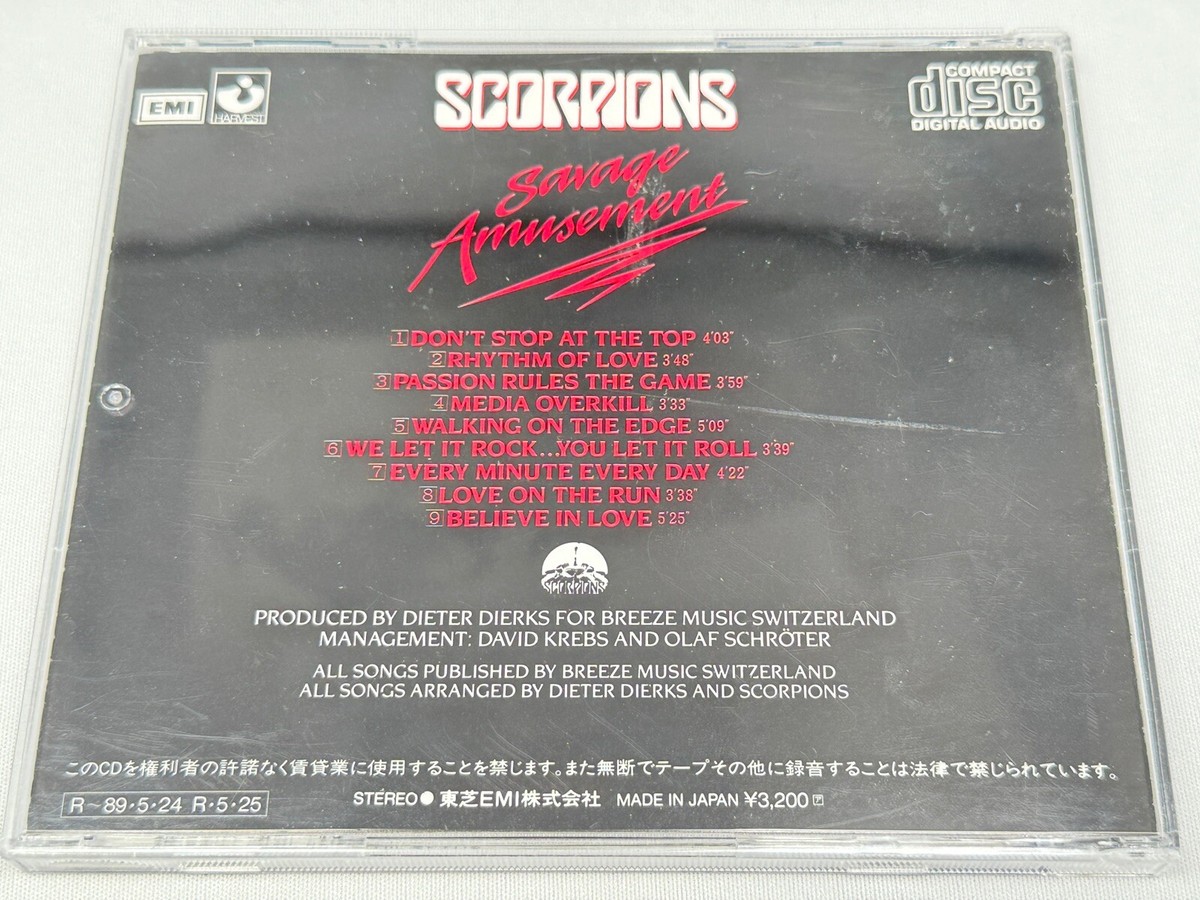 EMI
HARVEST
SCORPIONS
COMPACT
disc
DIGITAL AUDIO
Savage
Amusement
1 DON'T STOP AT THE TOP 4'03"
2 RHYTHM OF LOVE 3'48"
3 PASSION RULES THE GAME 3'59"
4 MEDIA OVERKILL 3'33"
5 WALKING ON THE EDGE 5'09"
6 WE LET IT ROCK...YOU LET IT ROLL 3'39"
7 EVERY MINUTE EVERY DAY 4'22"
8 LOVE ON THE RUN 3'38"
9 BELIEVE IN LOVE 5'25"
SCORPIONS
PRODUCED BY DIETER DIERKS FOR BREEZE MUSIC SWITZERLAND
MANAGEMENT: DAVID KREBS AND OLAF SCHRÖTER
ALL SONGS PUBLISHED BY BREEZE MUSIC SWITZERLAND
ALL SONGS ARRANGED BY DIETER DIERKS AND SCORPIONS
このCDを権利者の許諾なく賃貸業に使用することを禁じます。また無断でテープその他に録音することは法律で禁じられています。
R〜89・5・24 R・5・25
STEREO● 東芝EMI株式会社 MADE IN JAPAN ¥3,200